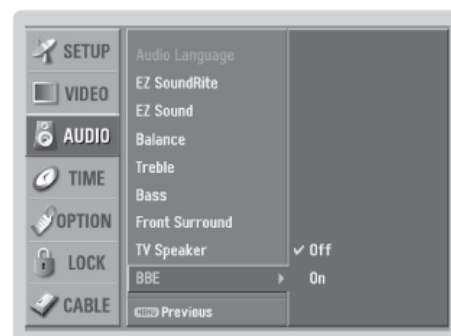 SETUP
VIDEO
AUDIO
TIME
OPTION
LOCK
CABLE
Audio Language
EZ SoundRite
EZ Sound
Balance
Treble
Bass
Front Surround
TV Speaker
BBE
MENU Previous
Off
On